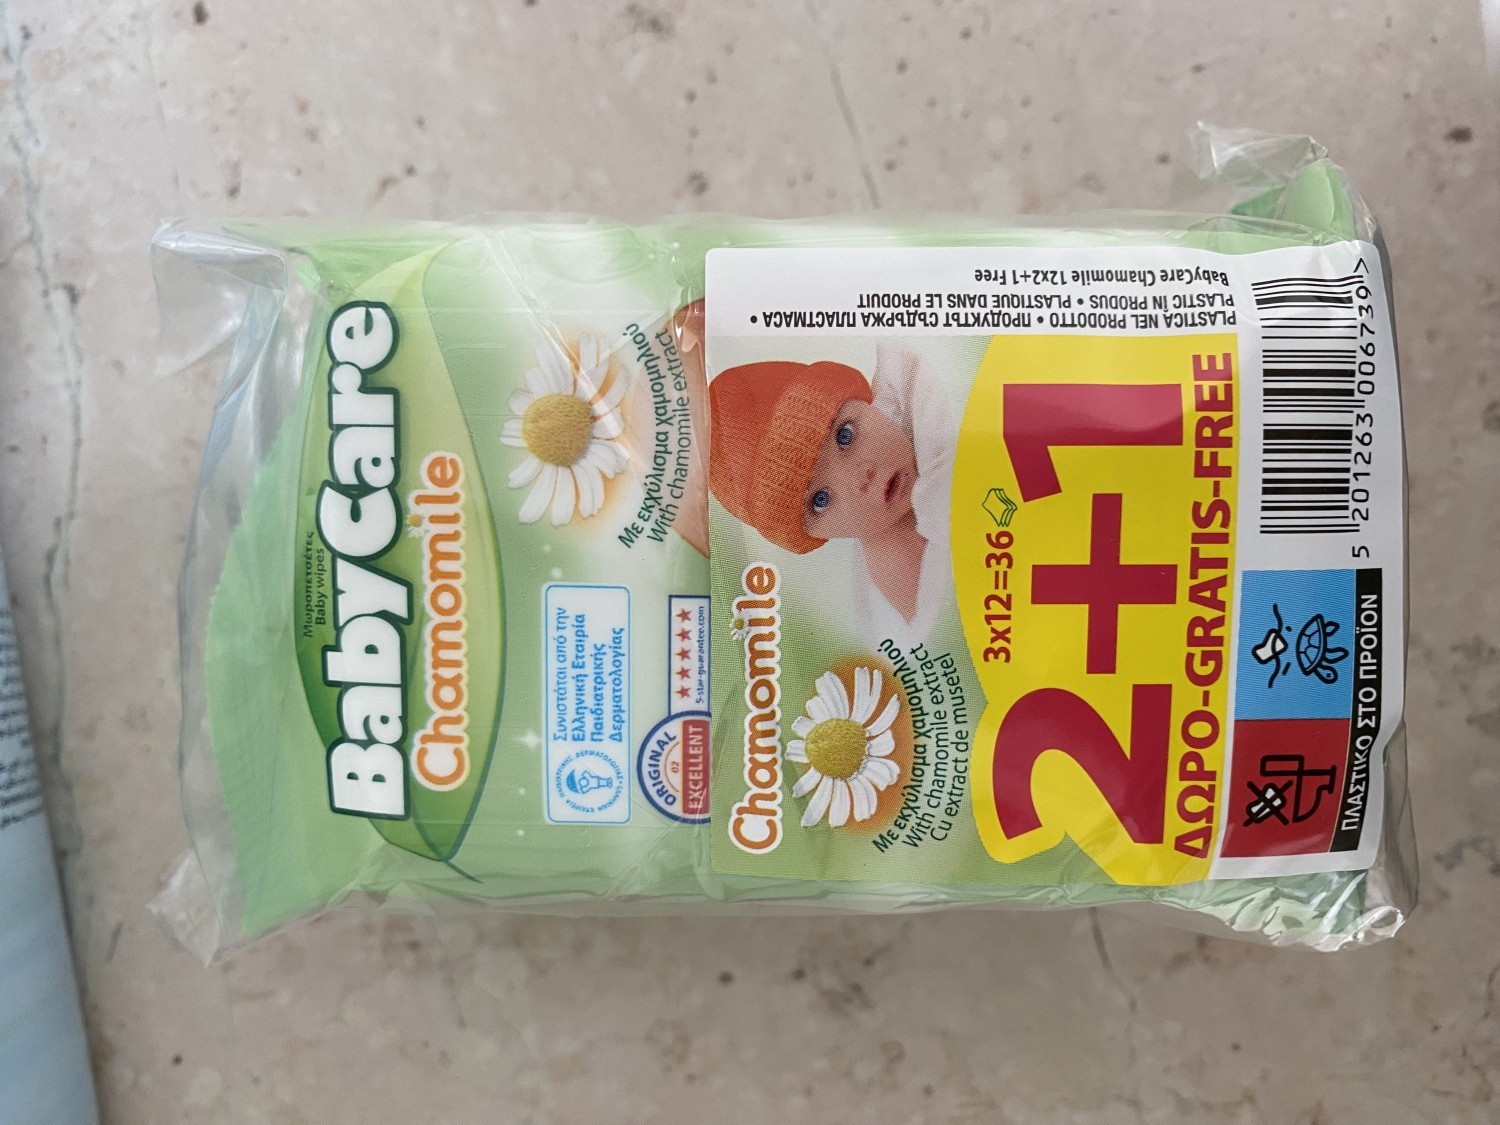 Μωροπετσέτες
Baby wipes
BabyCare
Chamomile
Με εκχύλισμα χαμομηλιού
With chamomile extract
Συνιστάται από την
Ελληνική Εταιρία
Παιδιατρικής
Δερματολογίας
ORIGINAL
02
EXCELLENT
★★★★★
5-star-guarantee.com
Chamomile
Με εκχύλισμα χαμομηλιού
With chamomile extract
Cu extract de musetel
3x12=36
2+1
ΔΩΡΟ-GRATIS-FREE
ΠΛΑΣΤΙΚΟ ΣΤΟ ΠΡΟΪΟΝ
PLASTICA NEL PRODOTTO • ПРОДУКТЪТ СЪДЪРЖА ПЛАСТМАСА •
PLASTIC ÎN PRODUS • PLASTIQUE DANS LE PRODUIT
BabyCare Chamomile 12x2+1 Free
5 201263 006739 >